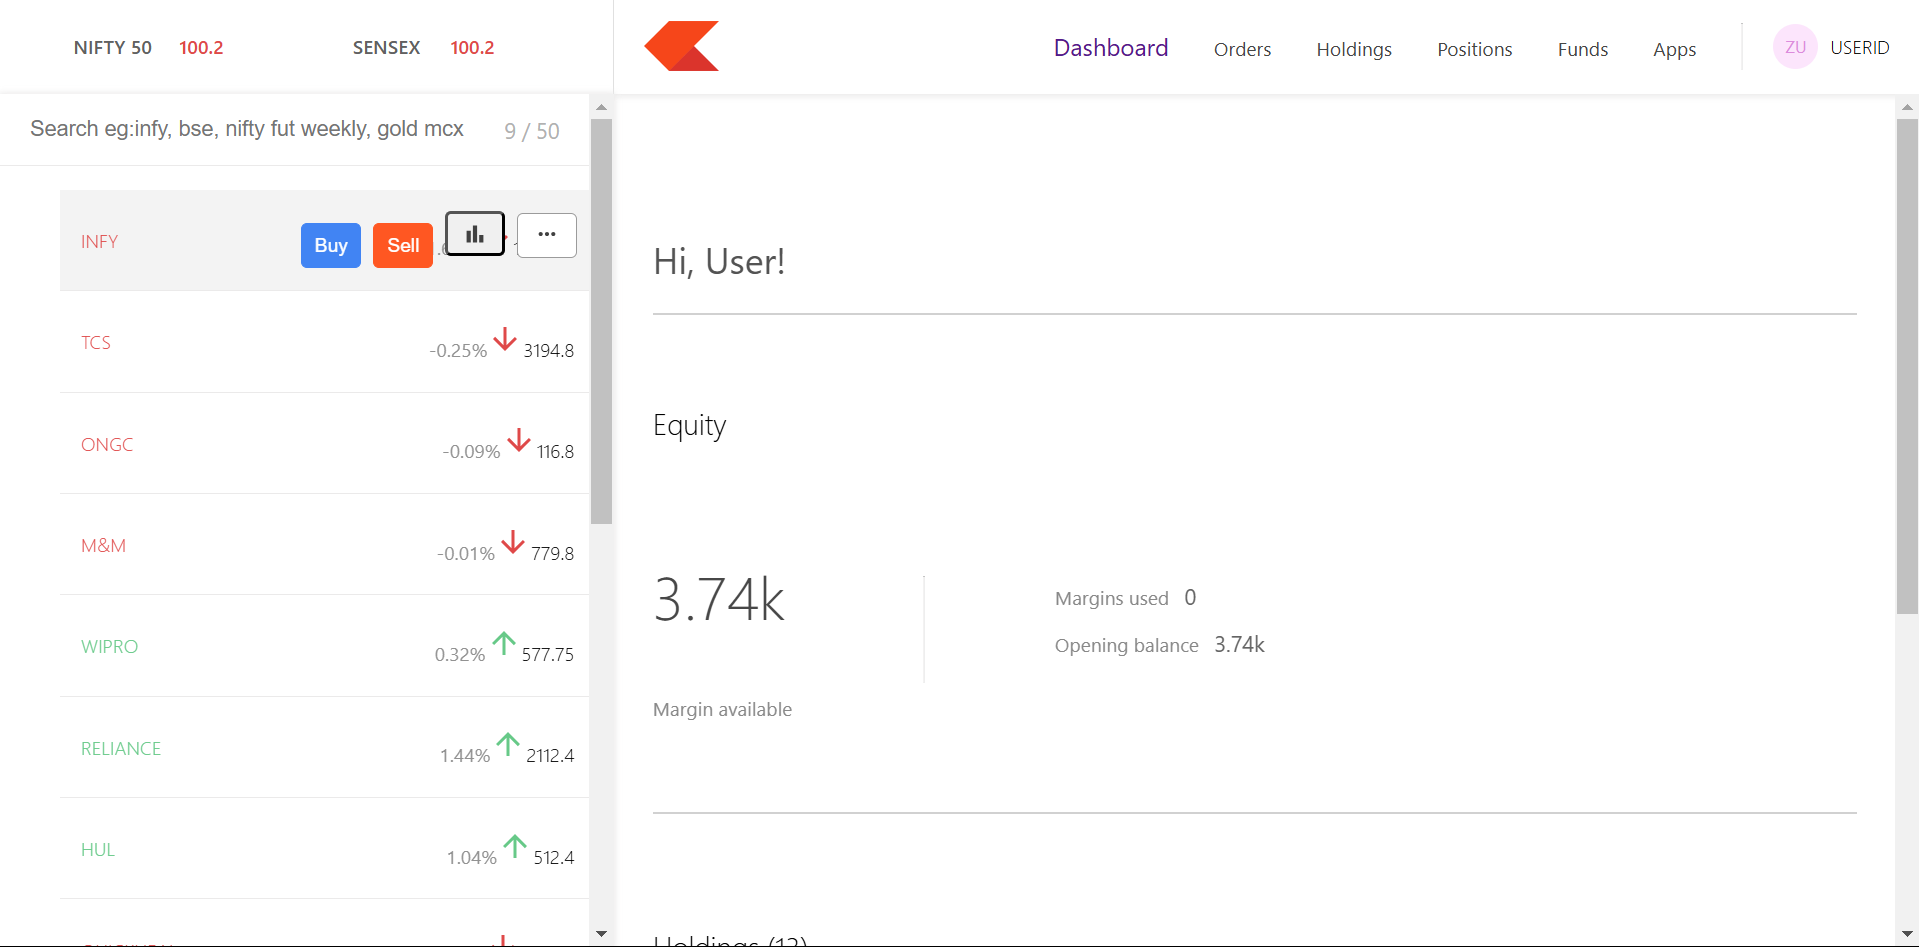 NIFTY 50 100.2 SENSEX 100.2
Dashboard Orders Holdings Positions Funds Apps ZU USERID
Search eg:infy, bse, nifty fut weekly, gold mcx 9 / 50
INFY Buy Sell ...
TCS -0.25% 3194.8
ONGC -0.09% 116.8
M&M -0.01% 779.8
WIPRO 0.32% 577.75
RELIANCE 1.44% 2112.4
HUL 1.04% 512.4
Hi, User!
Equity
3.74k
Margin available
Margins used 0
Opening balance 3.74k
Holdings (13)